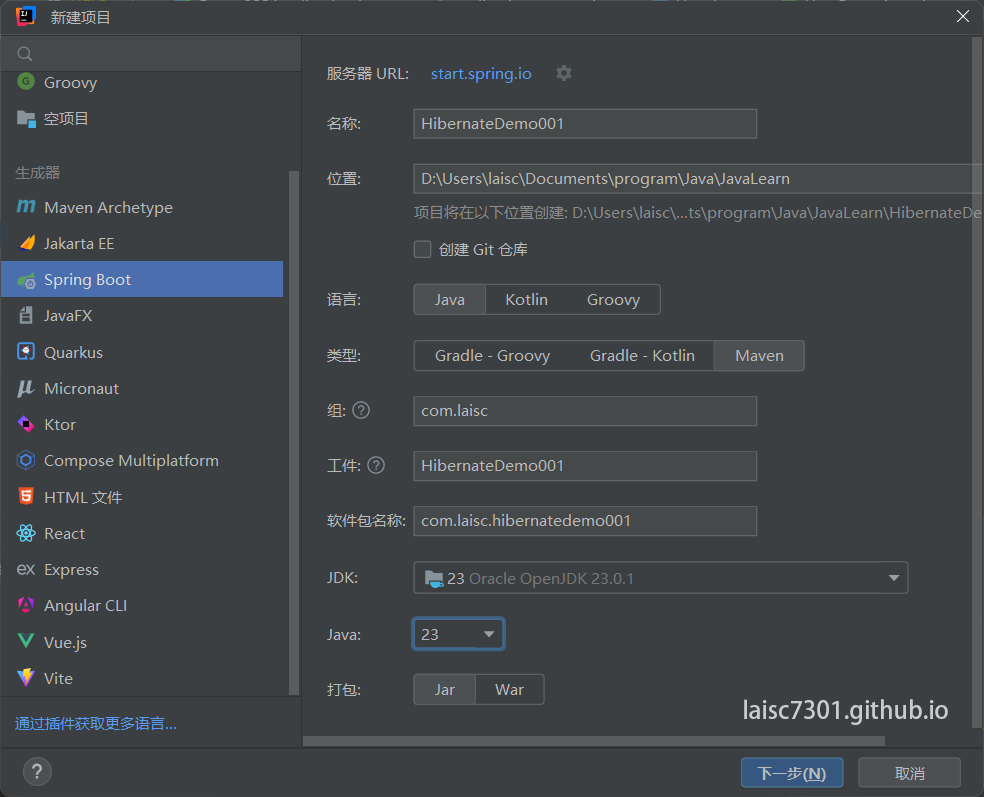 新建项目
Groovy
空项目
生成器
Maven Archetype
Jakarta EE
Spring Boot
JavaFX
Quarkus
Micronaut
Ktor
Compose Multiplatform
HTML 文件
React
ex Express
Angular CLI
Vue.js
Vite
通过插件获取更多语言...
服务器 URL: start.spring.io
名称: HibernateDemo001
位置: D:\Users\laisc\Documents\program\Java\JavaLearn
项目将在以下位置创建: D:\Users\laisc\...ts\program\Java\JavaLearn\HibernateDe
创建 Git 仓库
语言: Java Kotlin Groovy
类型: Gradle - Groovy Gradle - Kotlin Maven
组: ? com.laisc
工件: ? HibernateDemo001
软件包名称: com.laisc.hibernatedemo001
JDK: 23 Oracle OpenJDK 23.0.1
Java: 23
打包: Jar War
laisc7301.github.io
? 下一步(N) 取消